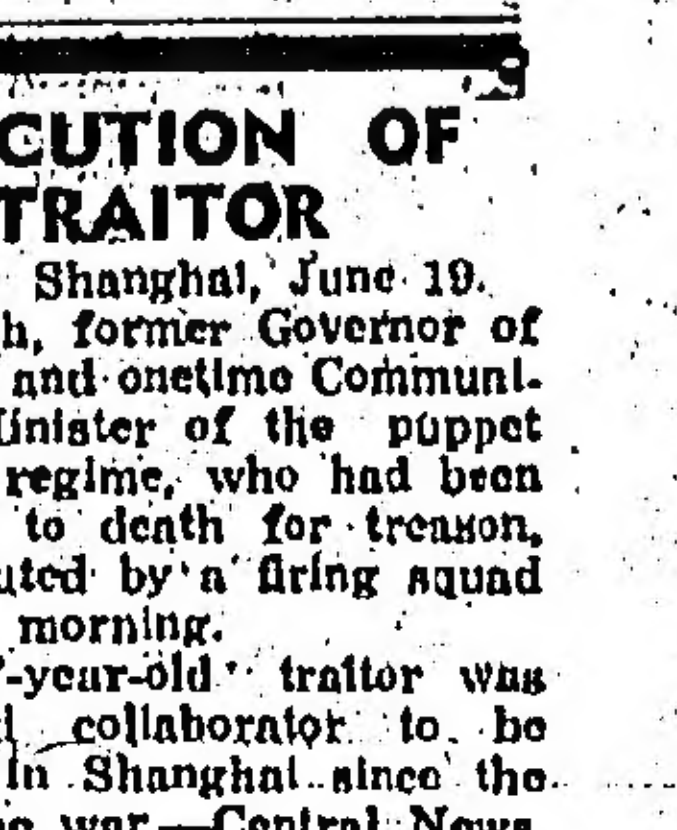 CUTION OF
TRAITOR
Shanghai, June 19.
h, former Governor of
and onetime Communi-
inister of the puppet
regime, who had been
to death for treason,
uted by a firing squad
morning.
-year-old traitor was
collaborator to be
in Shanghai since the
war.—Central News.